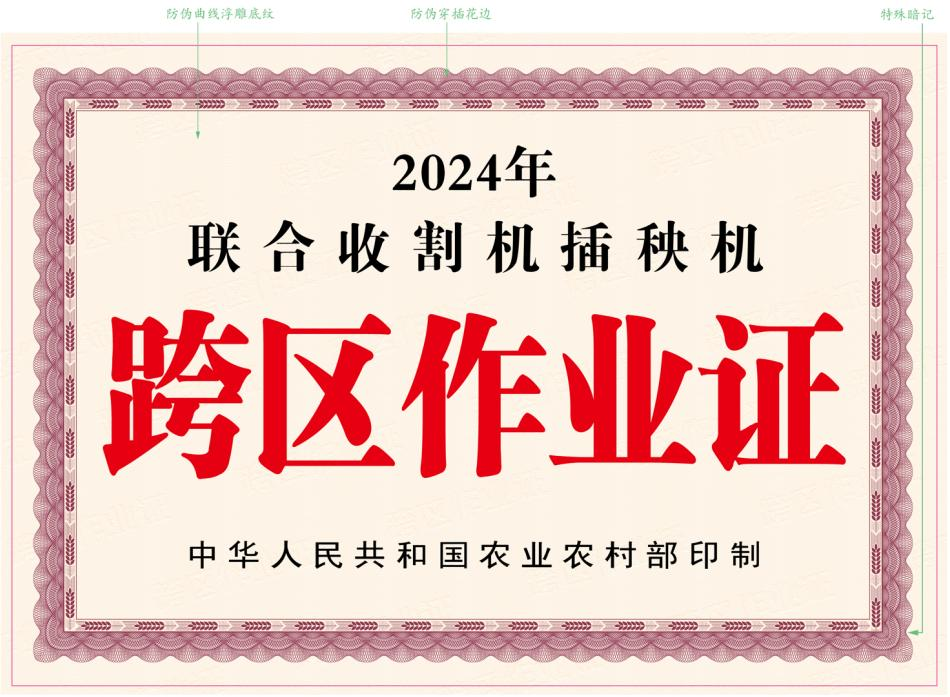 防伪曲线浮雕底纹 防伪穿插花边 特殊暗记
2024年
联合收割机插秧机
跨区作业证
中华人民共和国农业农村部印制